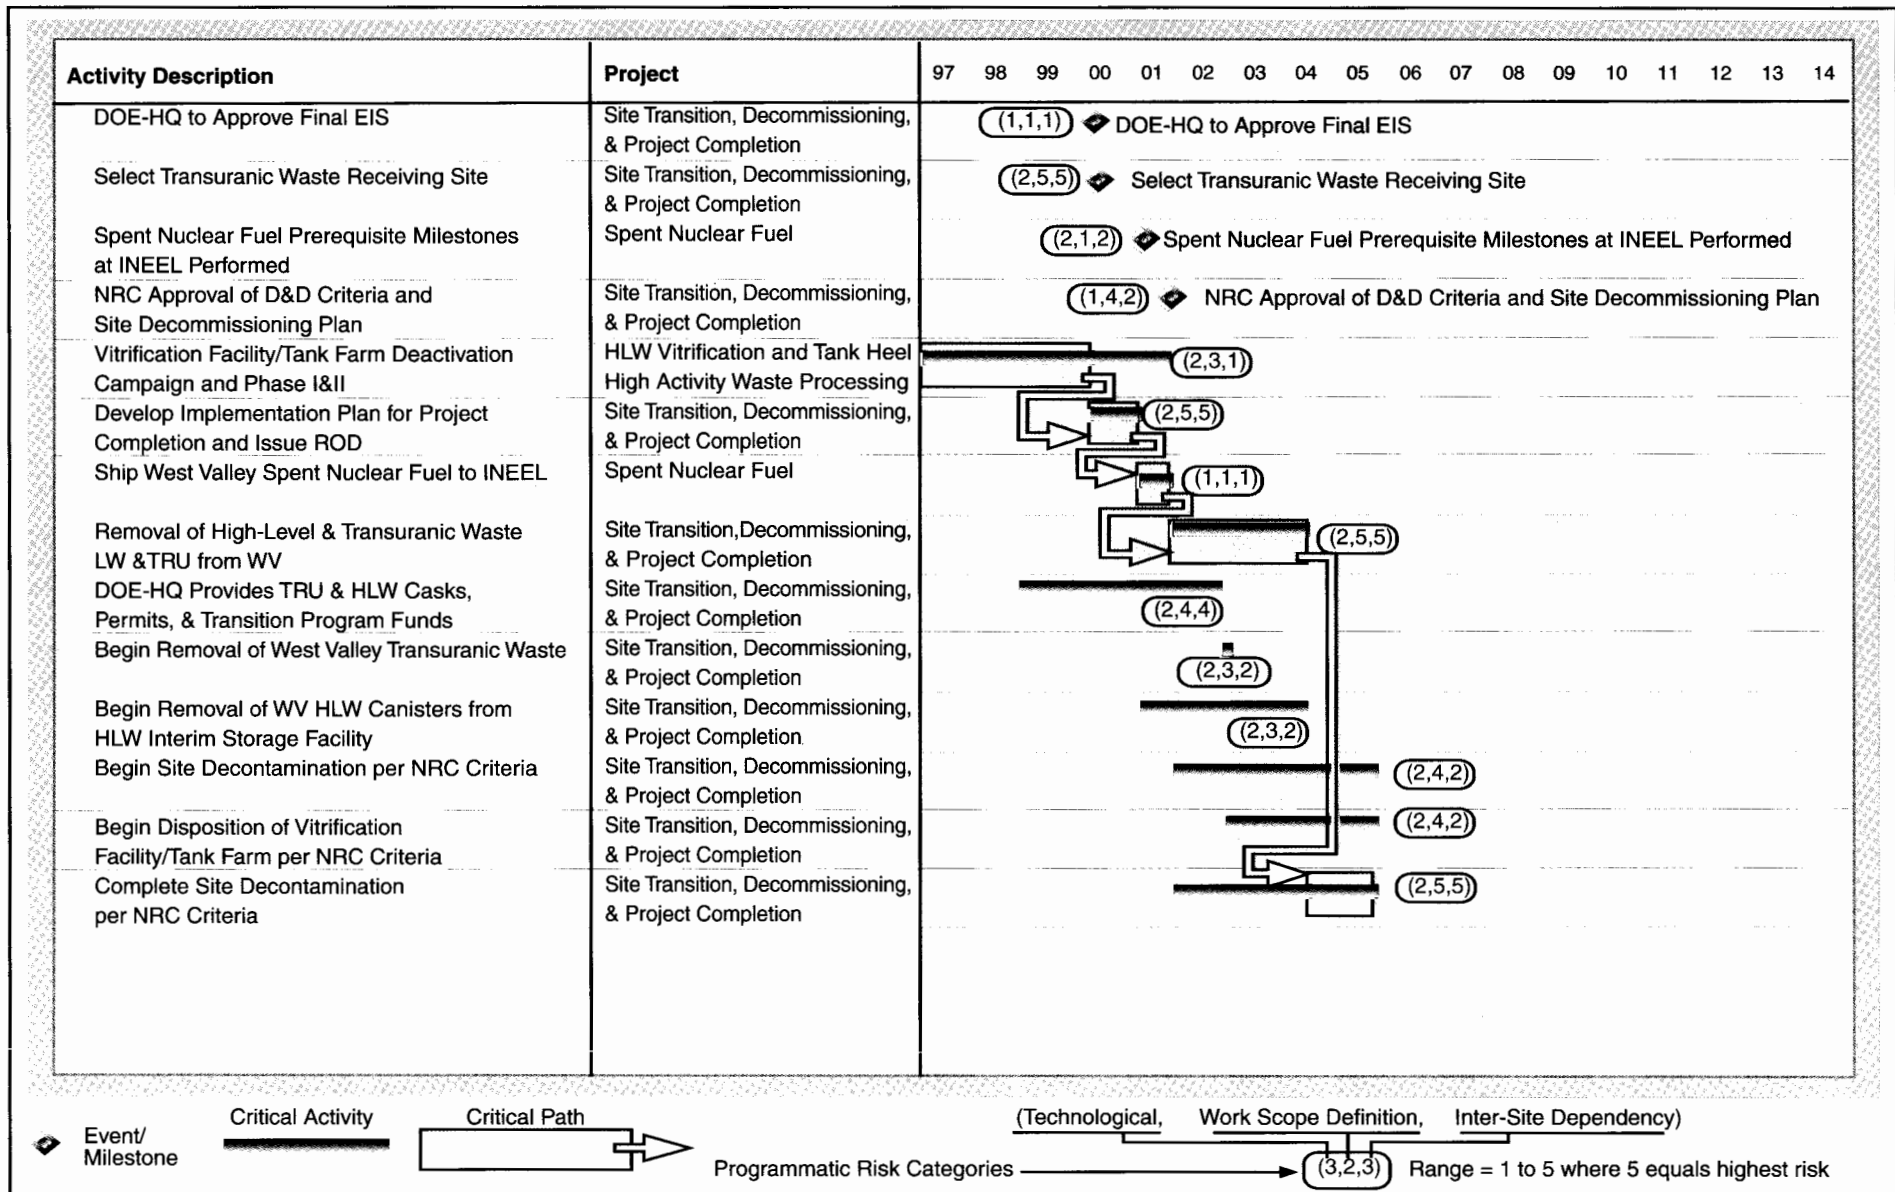 Activity Description Project 97 98 99 00 01 02 03 04 05 06 07 08 09 10 11 12 13 14
DOE-HQ to Approve Final EIS Site Transition, Decommissioning, (1,1,1) DOE-HQ to Approve Final EIS
& Project Completion
Select Transuranic Waste Receiving Site Site Transition, Decommissioning, (2,5,5) Select Transuranic Waste Receiving Site
& Project Completion
Spent Nuclear Fuel Prerequisite Milestones Spent Nuclear Fuel (2,1,2) Spent Nuclear Fuel Prerequisite Milestones at INEEL Performed
at INEEL Performed
NRC Approval of D&D Criteria and Site Transition, Decommissioning, (1,4,2) NRC Approval of D&D Criteria and Site Decommissioning Plan
Site Decommissioning Plan & Project Completion
Vitrification Facility/Tank Farm Deactivation HLW Vitrification and Tank Heel (2,3,1)
Campaign and Phase I&II High Activity Waste Processing
Develop Implementation Plan for Project Site Transition, Decommissioning, (2,5,5)
Completion and Issue ROD & Project Completion
Ship West Valley Spent Nuclear Fuel to INEEL Spent Nuclear Fuel (1,1,1)
Removal of High-Level & Transuranic Waste Site Transition,Decommissioning, (2,5,5)
LW &TRU from WV & Project Completion
DOE-HQ Provides TRU & HLW Casks, Site Transition, Decommissioning,
Permits, & Transition Program Funds & Project Completion (2,4,4)
Begin Removal of West Valley Transuranic Waste Site Transition, Decommissioning,
& Project Completion (2,3,2)
Begin Removal of WV HLW Canisters from Site Transition, Decommissioning,
HLW Interim Storage Facility & Project Completion (2,3,2)
Begin Site Decontamination per NRC Criteria Site Transition, Decommissioning, (2,4,2)
& Project Completion
Begin Disposition of Vitrification Site Transition, Decommissioning, (2,4,2)
Facility/Tank Farm per NRC Criteria & Project Completion
Complete Site Decontamination Site Transition, Decommissioning, (2,5,5)
per NRC Criteria & Project Completion
Critical Activity Critical Path (Technological, Work Scope Definition, Inter-Site Dependency)
Event/
Milestone
Programmatic Risk Categories (3,2,3) Range = 1 to 5 where 5 equals highest risk